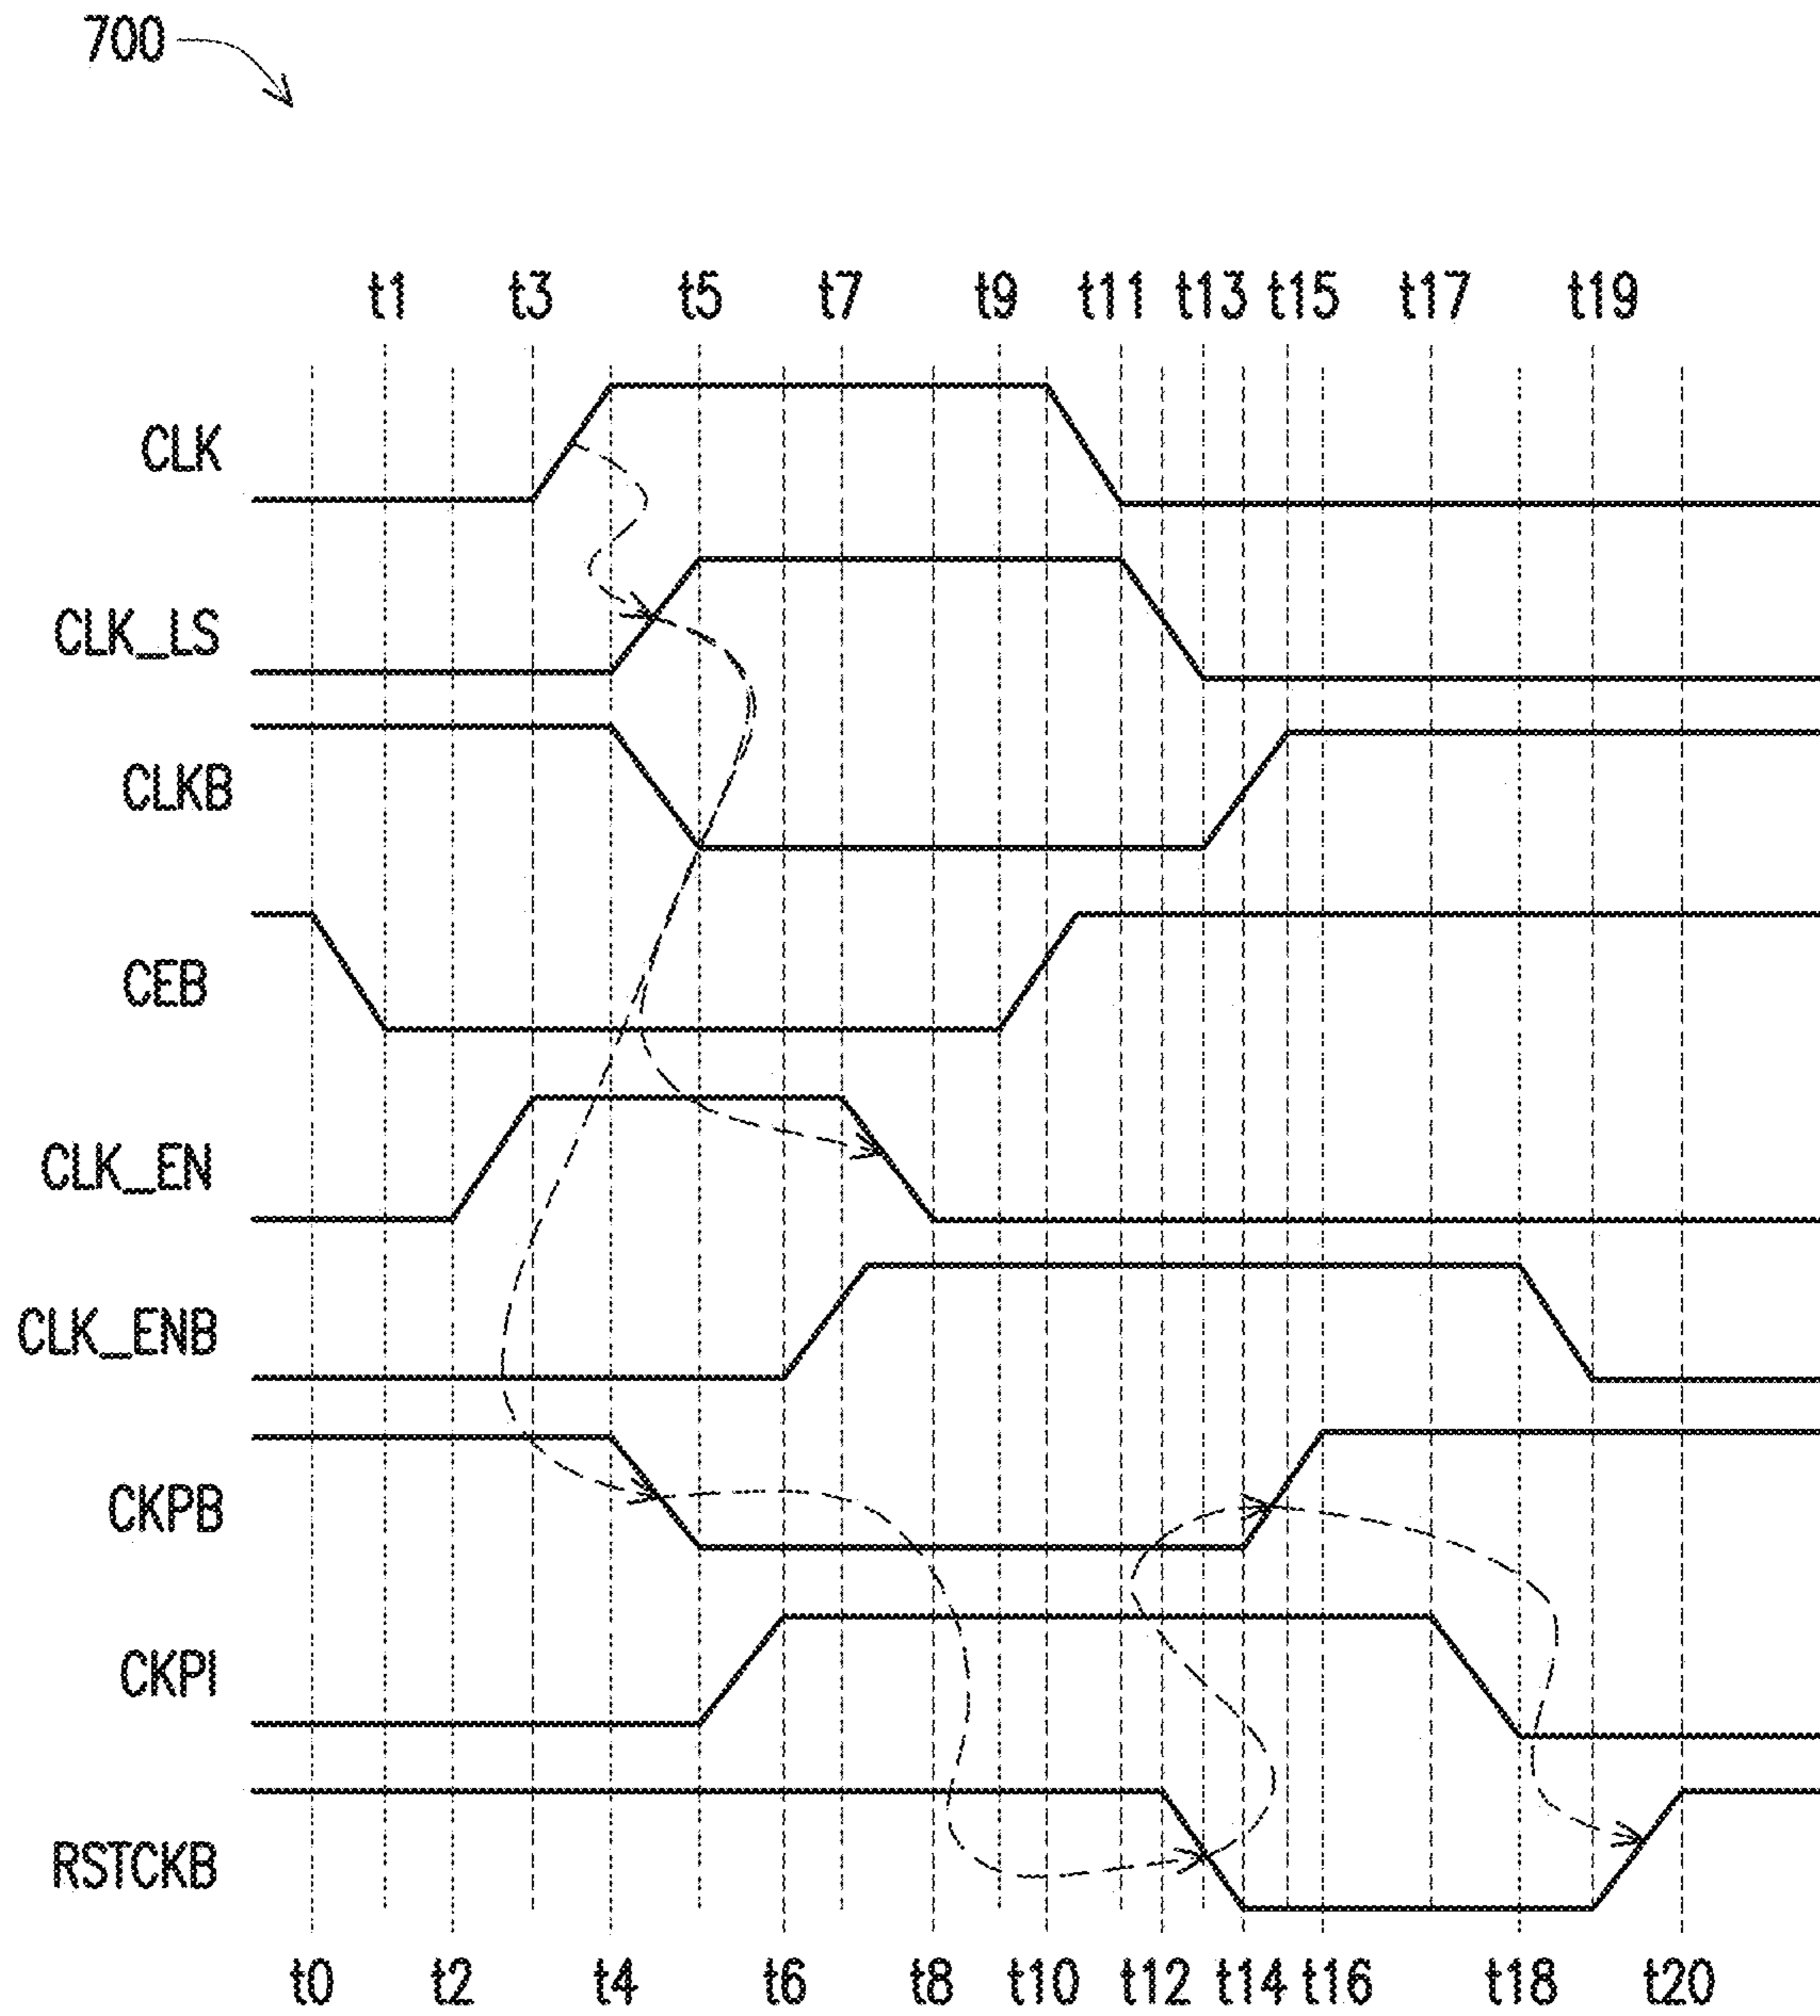 700
t1 t3 t5 t7 t9 t11 t13 t15 t17 t19
CLK
CLK_LS
CLKB
CEB
CLK_EN
CLK_ENB
CKPB
CKPI
RSTCKB
t0 t2 t4 t6 t8 t10 t12 t14 t16 t18 t20